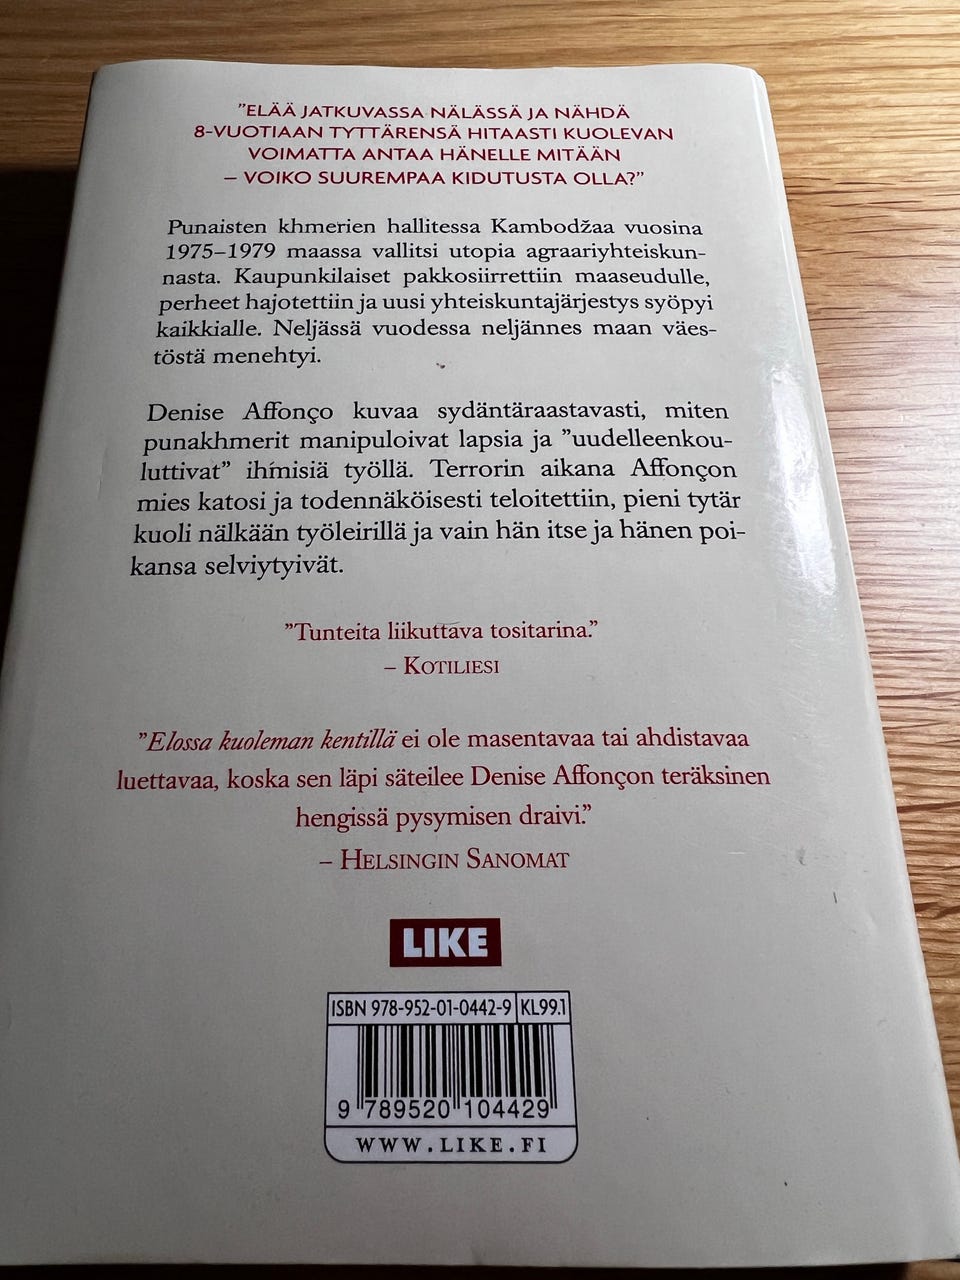 ”ELÄÄ JATKUVASSA NÄLÄSSÄ JA NÄHDÄ
8-VUOTIAAN TYTTÄRENSÄ HITAASTI KUOLEVAN
VOIMATTA ANTAA HÄNELLE MITÄÄN
– VOIKO SUUREMPAA KIDUTUSTA OLLA?”
Punaisten khmerien hallitessa Kambodžaa vuosina
1975–1979 maassa vallitsi utopia agraariyhteiskun-
nasta. Kaupunkilaiset pakkosiirrettiin maaseudulle,
perheet hajotettiin ja uusi yhteiskuntajärjestys syöpyi
kaikkialle. Neljässä vuodessa neljännes maan väes-
töstä menehtyi.
Denise Affonço kuvaa sydäntäraastavasti, miten
punakhmerit manipuloivat lapsia ja ”uudelleenkou-
luttivat” ihmisiä työllä. Terrorin aikana Affonçon
mies katosi ja todennäköisesti teloitettiin, pieni tytär
kuoli nälkään työleirillä ja vain hän itse ja hänen poi-
kansa selviytyivät.
”Tunteita liikuttava tositarina.”
– KOTILIESI
”Elossa kuoleman kentillä ei ole masentavaa tai ahdistavaa
luettavaa, koska sen läpi säteilee Denise Affonçon teräksinen
hengissä pysymisen draivi.”
– HELSINGIN SANOMAT
LIKE
ISBN 978-952-01-0442-9 KL99.1
9 789520 104429
WWW.LIKE.FI